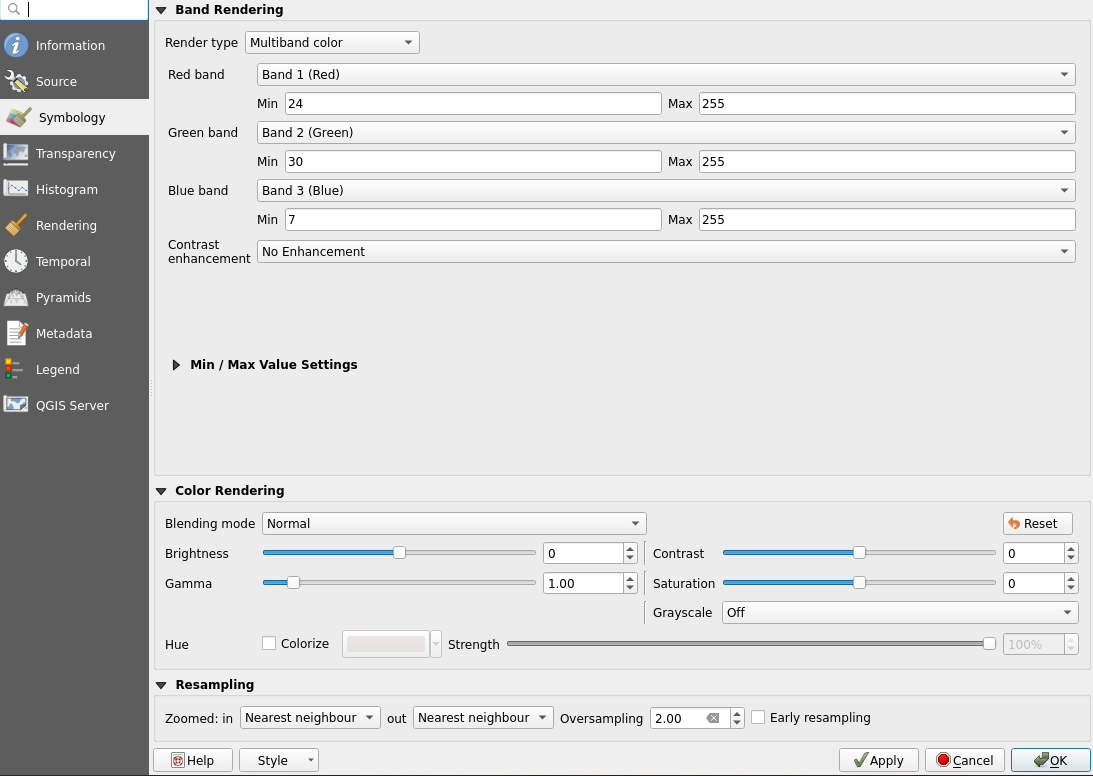 Information
Source
Symbology
Transparency
Histogram
Rendering
Temporal
Pyramids
Metadata
Legend
QGIS Server
Band Rendering
Render type Multiband color
Red band Band 1 (Red)
Min 24 Max 255
Green band Band 2 (Green)
Min 30 Max 255
Blue band Band 3 (Blue)
Min 7 Max 255
Contrast
enhancement No Enhancement
Min / Max Value Settings
Color Rendering
Blending mode Normal Reset
Brightness 0 Contrast 0
Gamma 1.00 Saturation 0
Grayscale Off
Hue Colorize Strength 100%
Resampling
Zoomed: in Nearest neighbour out Nearest neighbour Oversampling 2.00 Early resampling
Help Style Apply Cancel OK